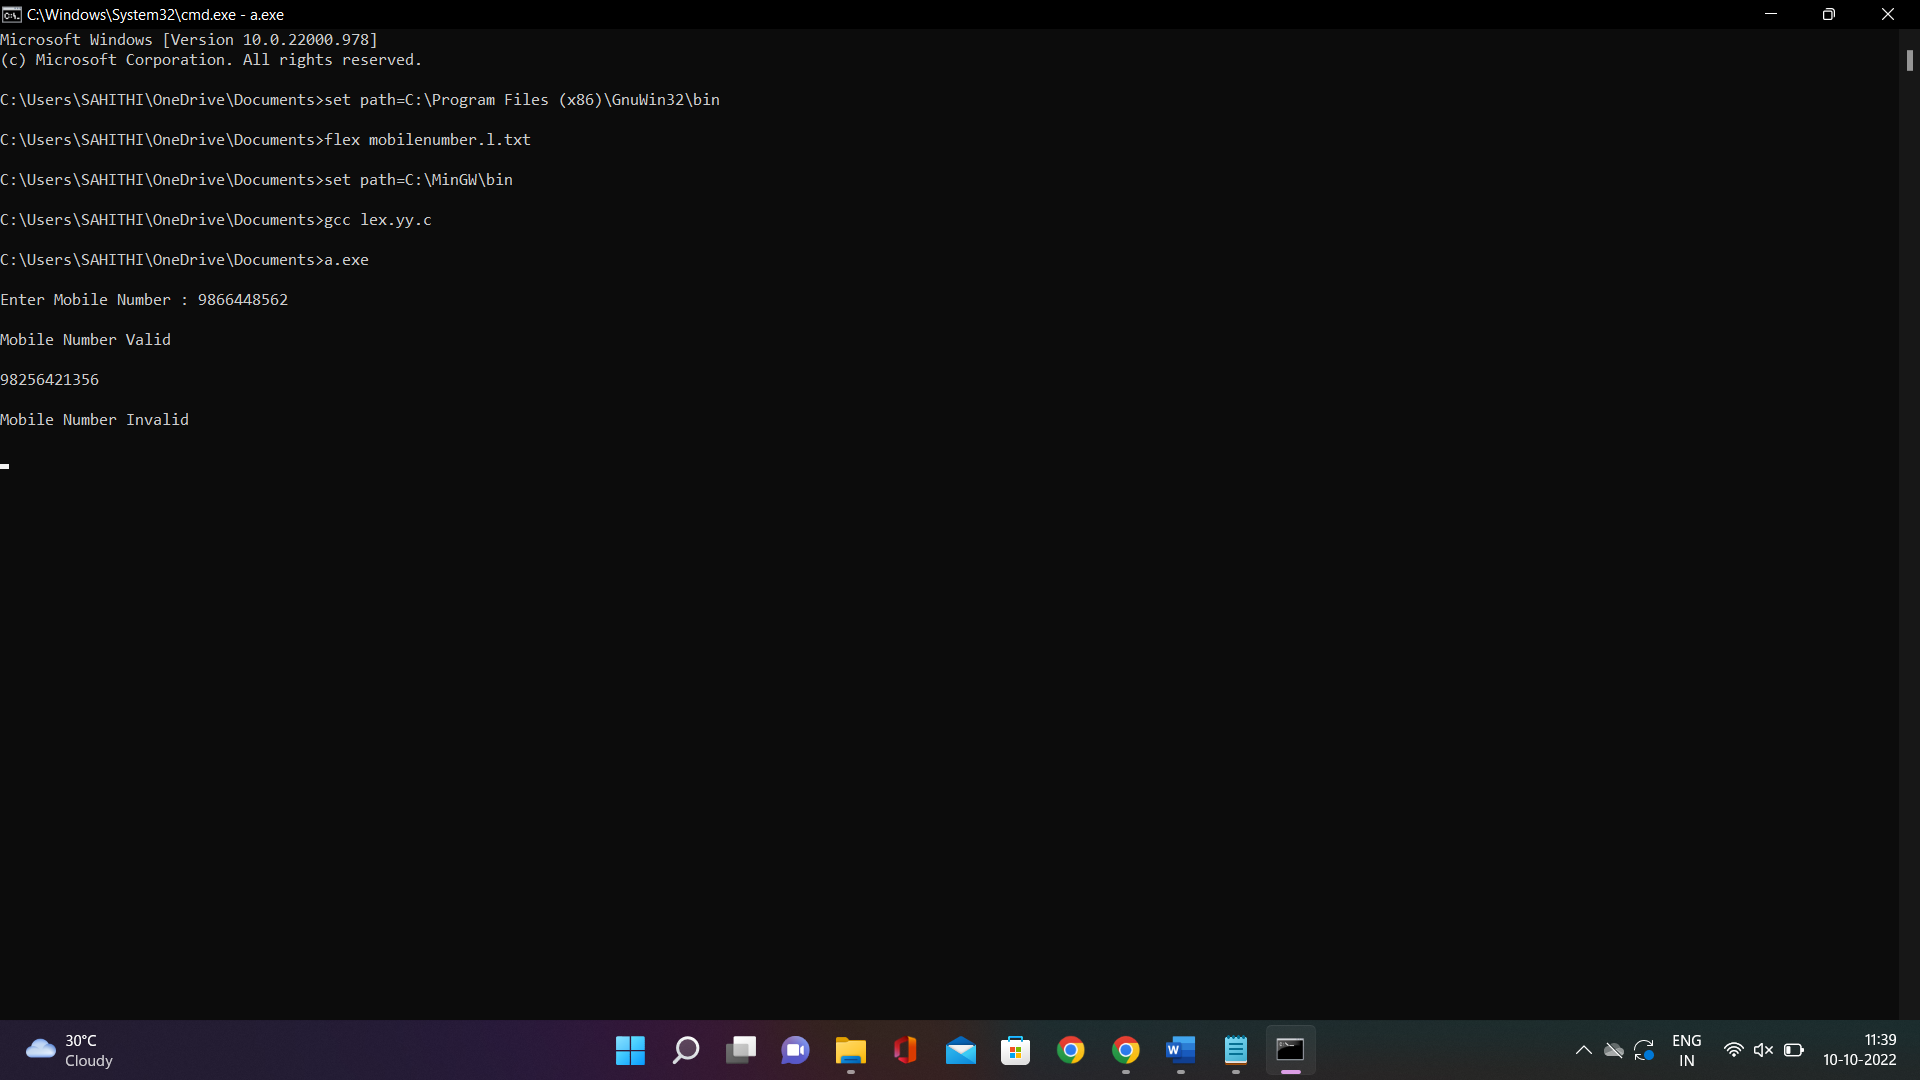 C:\Windows\System32\cmd.exe - a.exe
Microsoft Windows [Version 10.0.22000.978]
(c) Microsoft Corporation. All rights reserved.
C:\Users\SAHITHI\OneDrive\Documents>set path=C:\Program Files (x86)\GnuWin32\bin
C:\Users\SAHITHI\OneDrive\Documents>flex mobilenumber.l.txt
C:\Users\SAHITHI\OneDrive\Documents>set path=C:\MinGW\bin
C:\Users\SAHITHI\OneDrive\Documents>gcc lex.yy.c
C:\Users\SAHITHI\OneDrive\Documents>a.exe
Enter Mobile Number : 9866448562
Mobile Number Valid
98256421356
Mobile Number Invalid
30°C
Cloudy
ENG
IN
11:39
10-10-2022